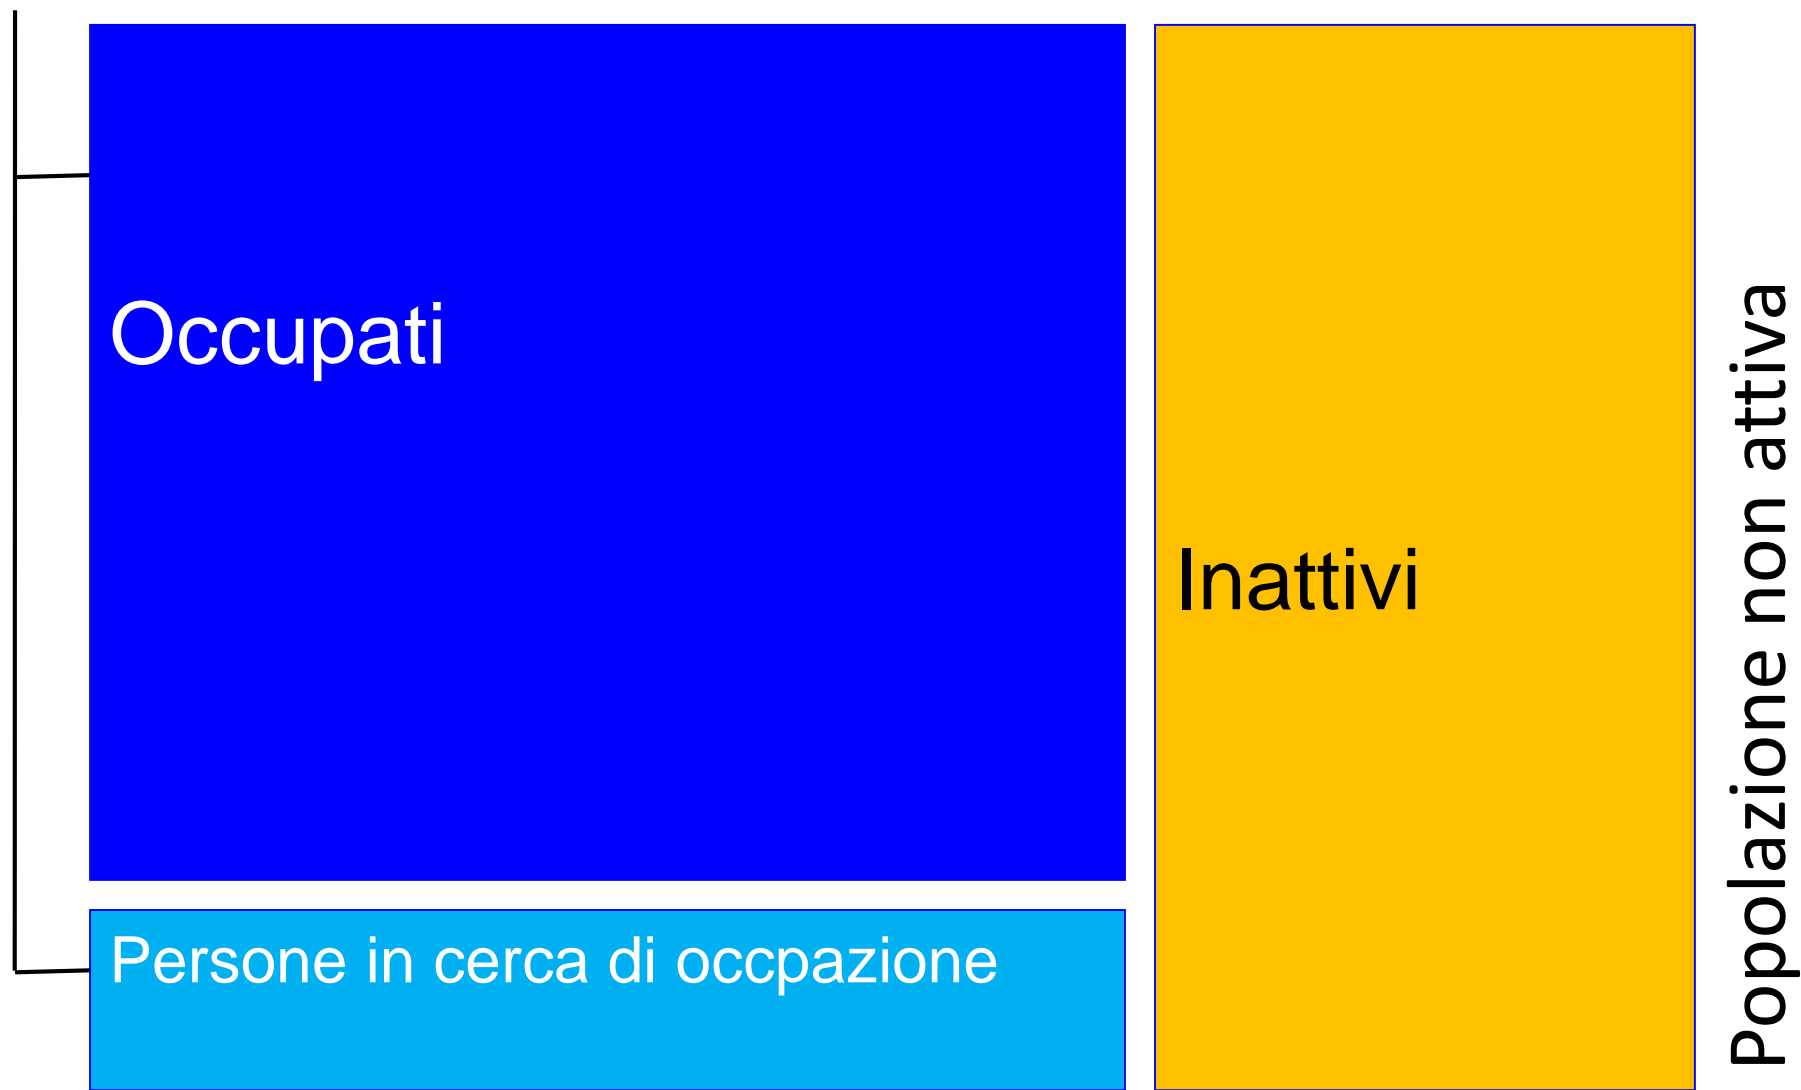 Occupati
Persone in cerca di occpazione
Inattivi
Popolazione non attiva